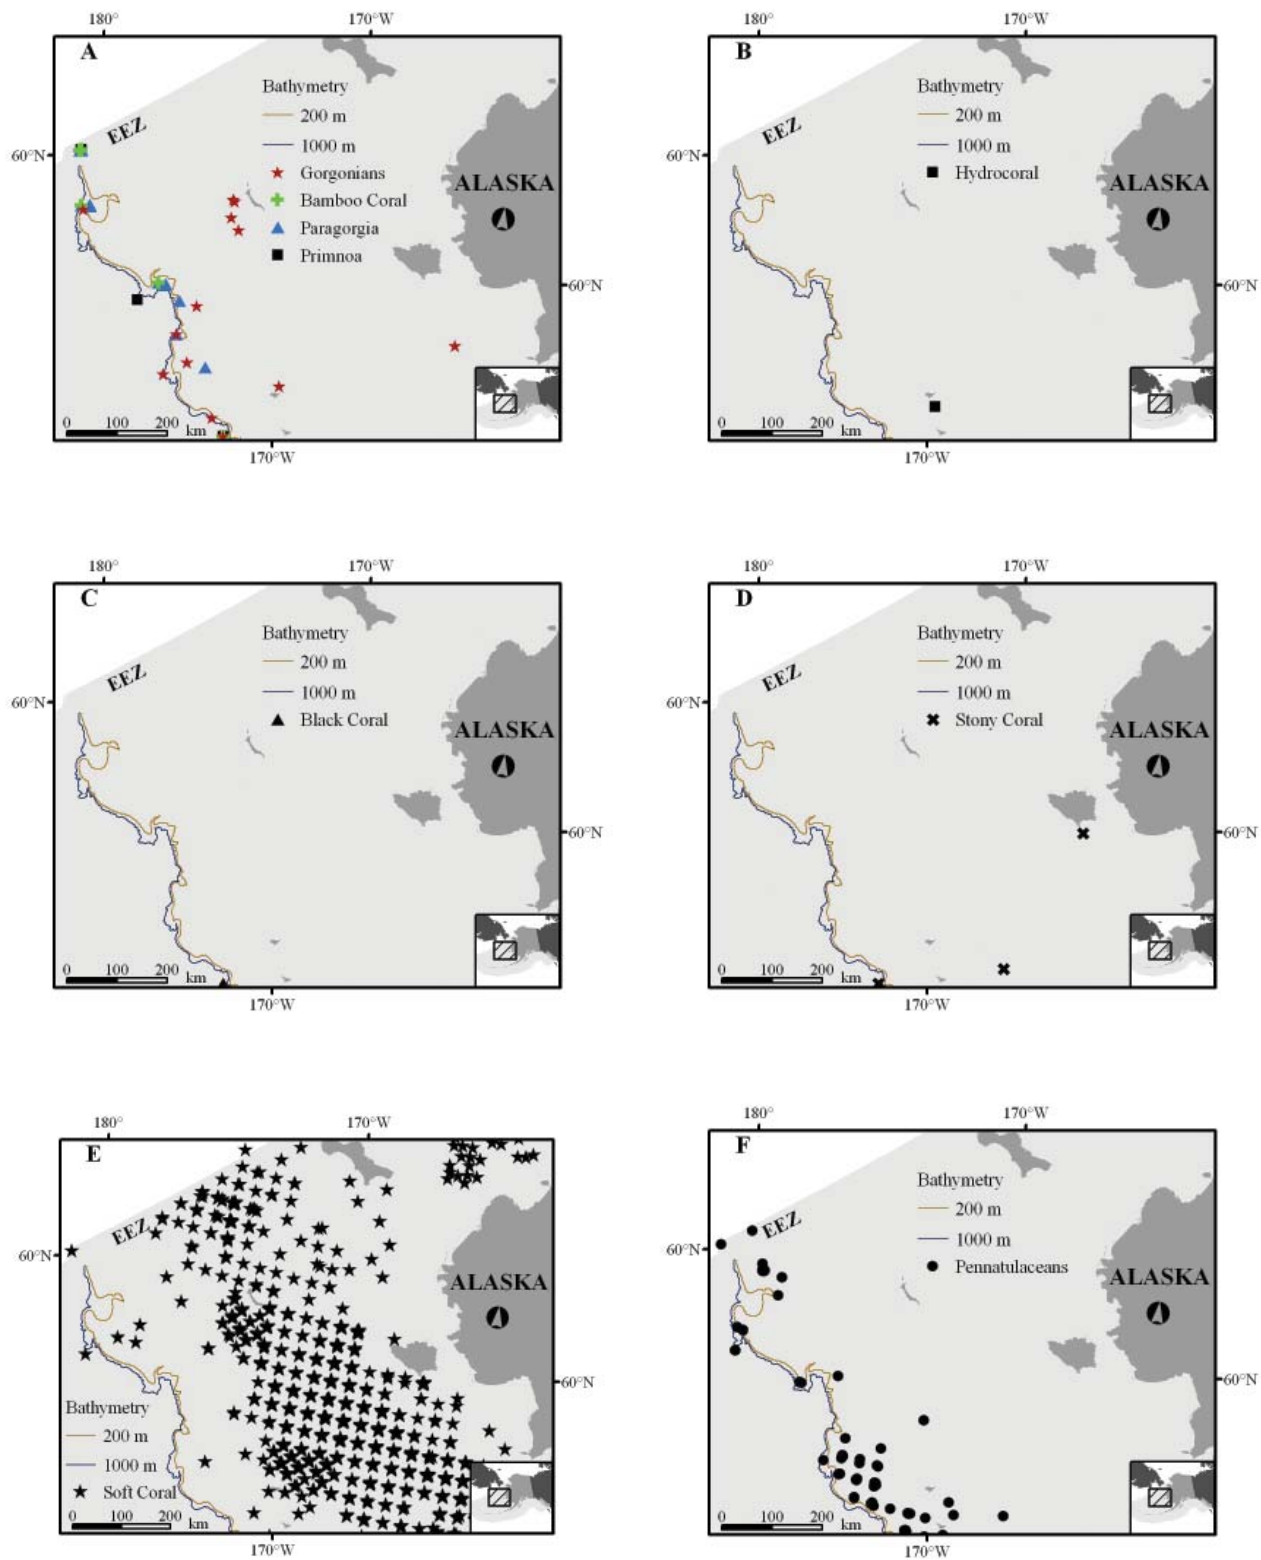 180°
170°W
A
EEZ
Bathymetry
200 m
1000 m
Gorgonians
Bamboo Coral
Paragorgia
Primnoa
60°N
ALASKA
60°N
0 100 200 km
170°W
180°
170°W
B
EEZ
Bathymetry
200 m
1000 m
Hydrocoral
60°N
ALASKA
60°N
0 100 200 km
170°W
180°
170°W
C
EEZ
Bathymetry
200 m
1000 m
Black Coral
60°N
ALASKA
60°N
0 100 200 km
170°W
180°
170°W
D
EEZ
Bathymetry
200 m
1000 m
Stony Coral
60°N
ALASKA
60°N
0 100 200 km
170°W
180°
170°W
E
EEZ
60°N
ALASKA
60°N
Bathymetry
200 m
1000 m
Soft Coral
0 100 200 km
170°W
180°
170°W
F
EEZ
Bathymetry
200 m
1000 m
Pennatulaceans
60°N
ALASKA
60°N
0 100 200 km
170°W